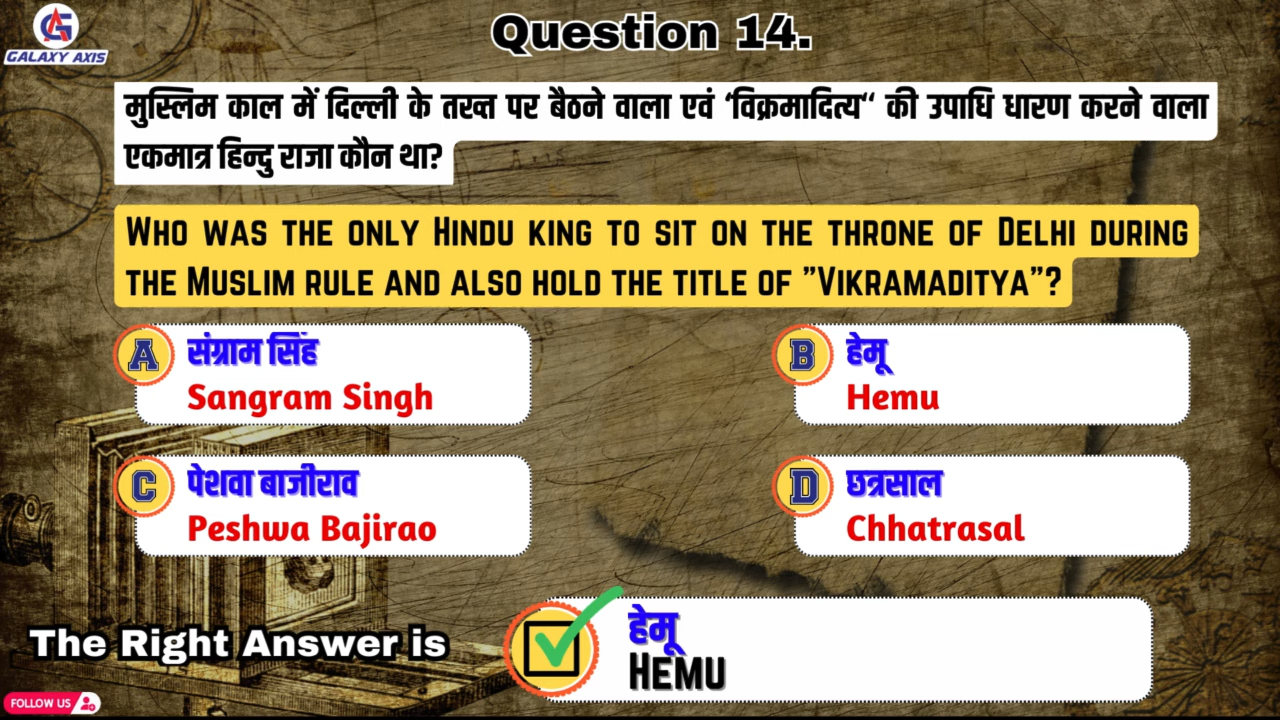 GALAXY AXIS
Question 14.
मुस्लिम काल में दिल्ली के तख्त पर बैठने वाला एवं ‘विक्रमादित्य“ की उपाधि धारण करने वाला
एकमात्र हिन्दु राजा कौन था?
Who was the only Hindu king to sit on the throne of Delhi during
the Muslim rule and also hold the title of ”Vikramaditya”?
A संग्राम सिंह
Sangram Singh
B हेमू
Hemu
C पेशवा बाजीराव
Peshwa Bajirao
D छत्रसाल
Chhatrasal
The Right Answer is
हेमू
Hemu
FOLLOW US